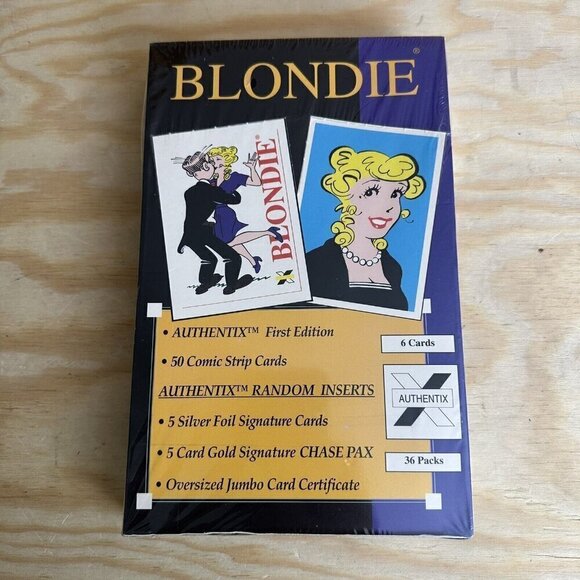 BLONDIE®
BLONDIE®
• AUTHENTIX™ First Edition
• 50 Comic Strip Cards
AUTHENTIX™ RANDOM INSERTS
• 5 Silver Foil Signature Cards
• 5 Card Gold Signature CHASE PAX
• Oversized Jumbo Card Certificate
6 Cards
AUTHENTIX
36 Packs